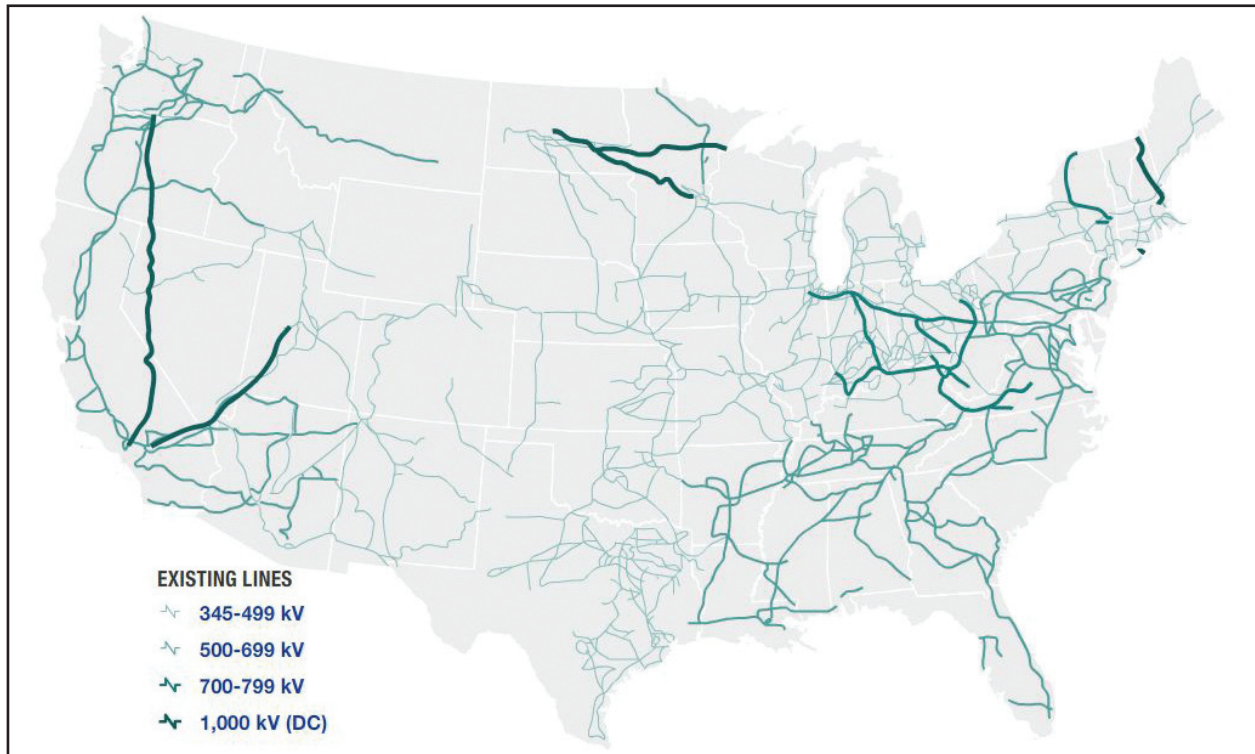 EXISTING LINES
345-499 kV
500-699 kV
700-799 kV
1,000 kV (DC)